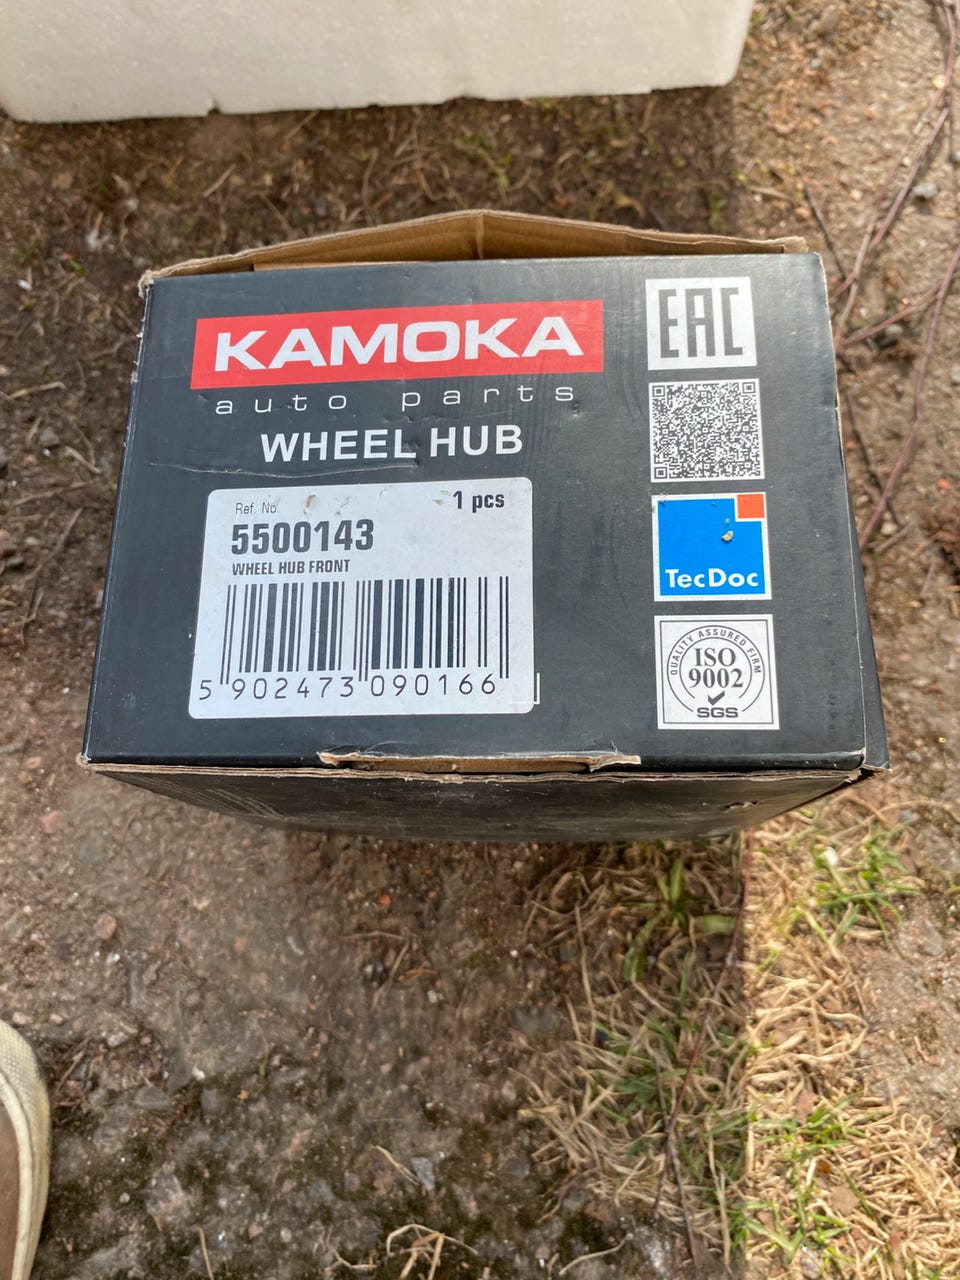 KAMOKA
auto parts
WHEEL HUB
Ref. No.
1 pcs
5500143
WHEEL HUB FRONT
5 902473 090166
EAC
TecDoc
QUALITY ASSURED FIRM
ISO
9002
SGS